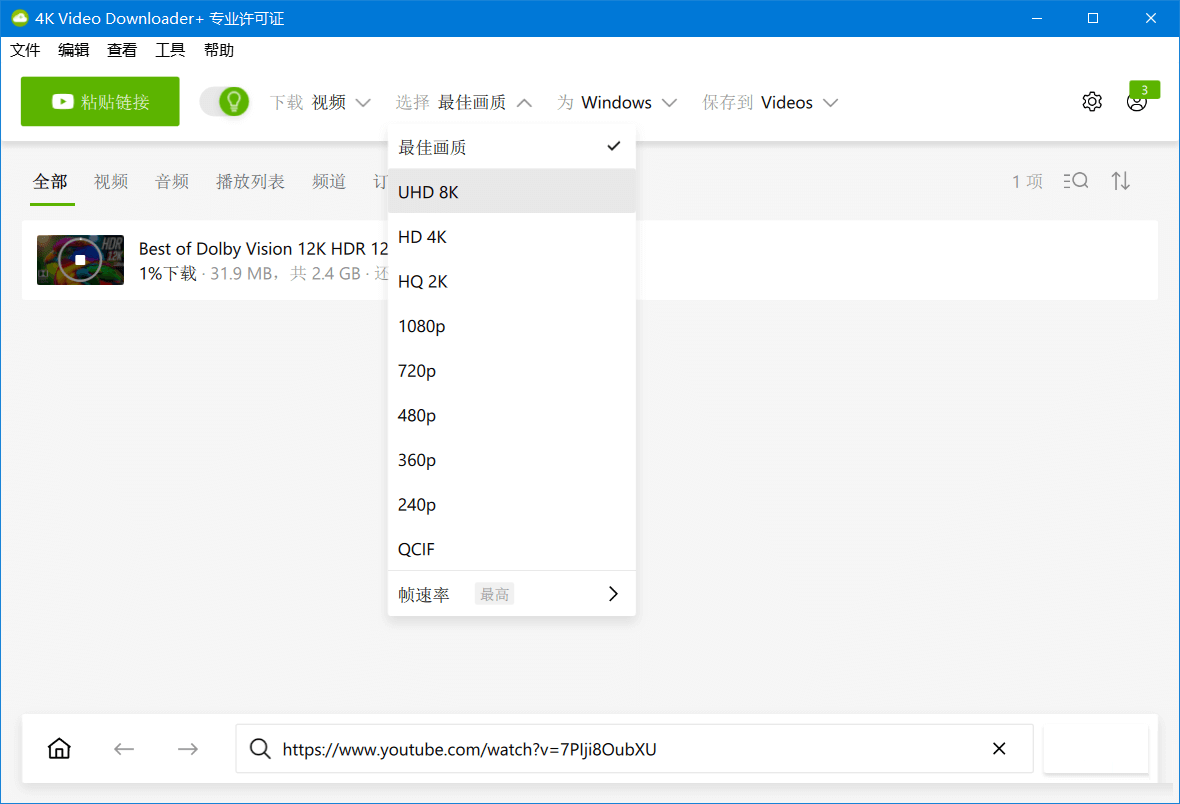 4K Video Downloader+ 专业许可证
文件 编辑 查看 工具 帮助
粘贴链接 下载 视频 选择 最佳画质 为 Windows 保存到 Videos 3
最佳画质
全部 视频 音频 播放列表 频道 1 项
UHD 8K
HD 4K
Best of Dolby Vision 12K HDR 12
1%下载 · 31.9 MB，共 2.4 GB · 还
HQ 2K
1080p
720p
480p
360p
240p
QCIF
帧速率 最高
https://www.youtube.com/watch?v=7PIji8OubXU